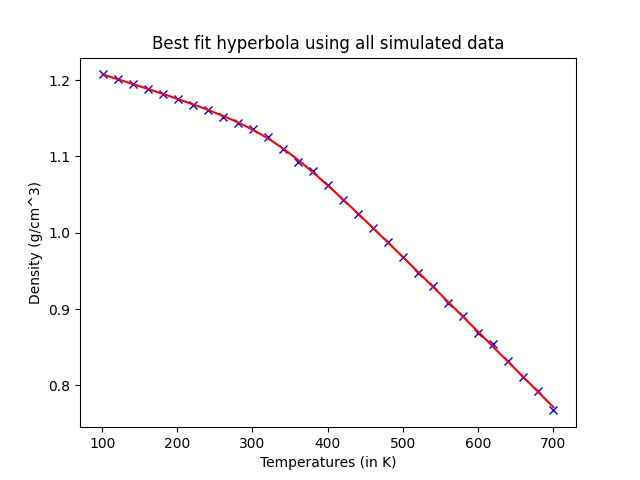 Best fit hyperbola using all simulated data
1.2
1.1
1.0
0.9
0.8
Density (g/cm^3)
100 200 300 400 500 600 700
Temperatures (in K)